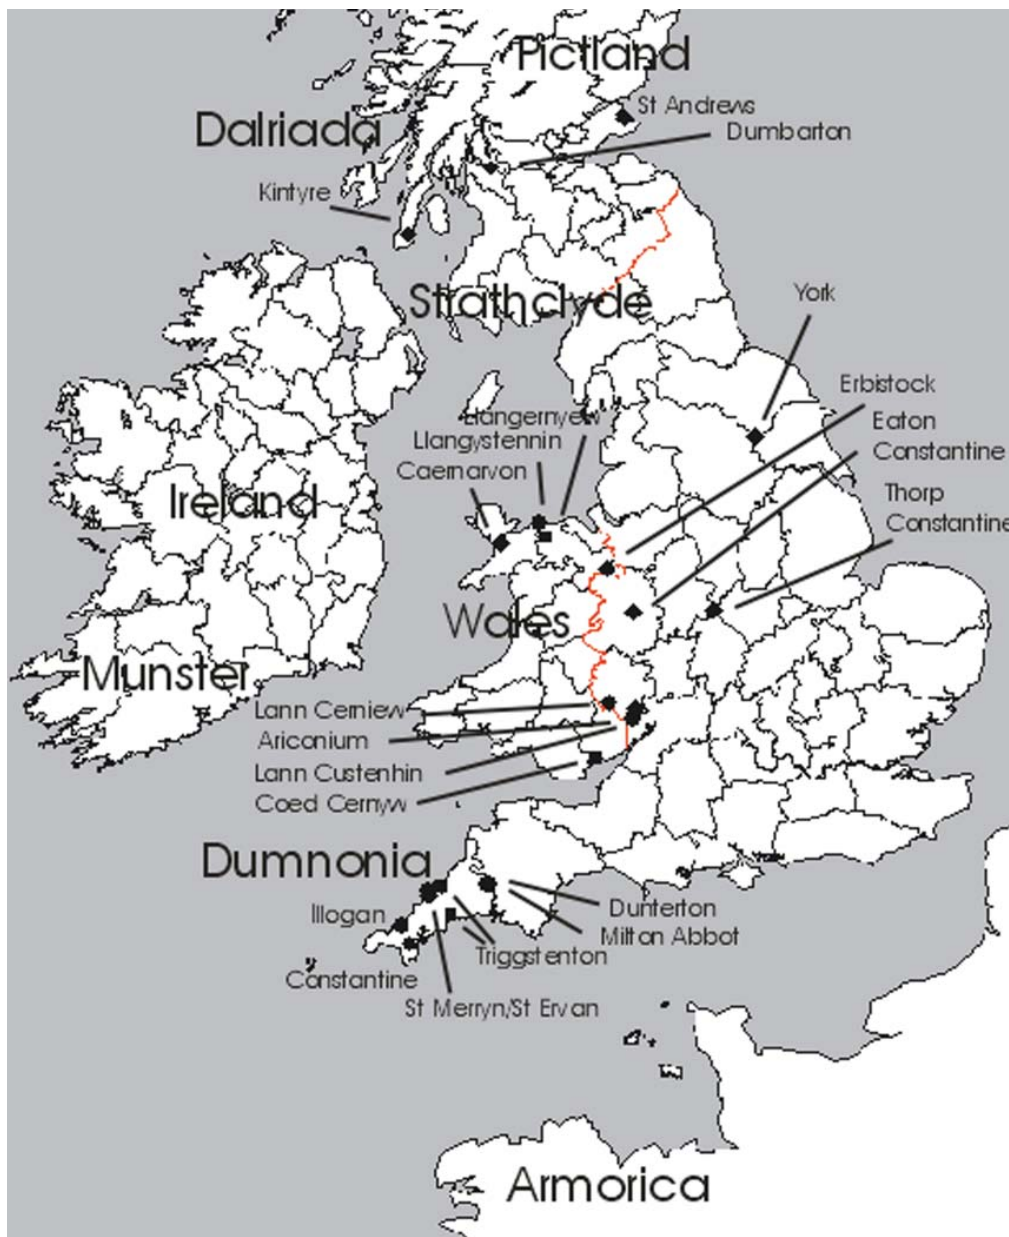 Pictland
St Andrews
Dalriada
Dumbarton
Kintyre
Strathclyde
York
Erbistock
Llangernyew
Eaton
Constantine
Llangystennin
Caernarvon
Thorp
Constantine
Ireland
Wales
Munster
Lann Cerniew
Ariconium
Lann Custenhin
Coed Cernyw
Dumnonia
Illogan
Dunterton
Milton Abbot
Triggstenton
Constantine
St Merryn/St Ervan
Armorica